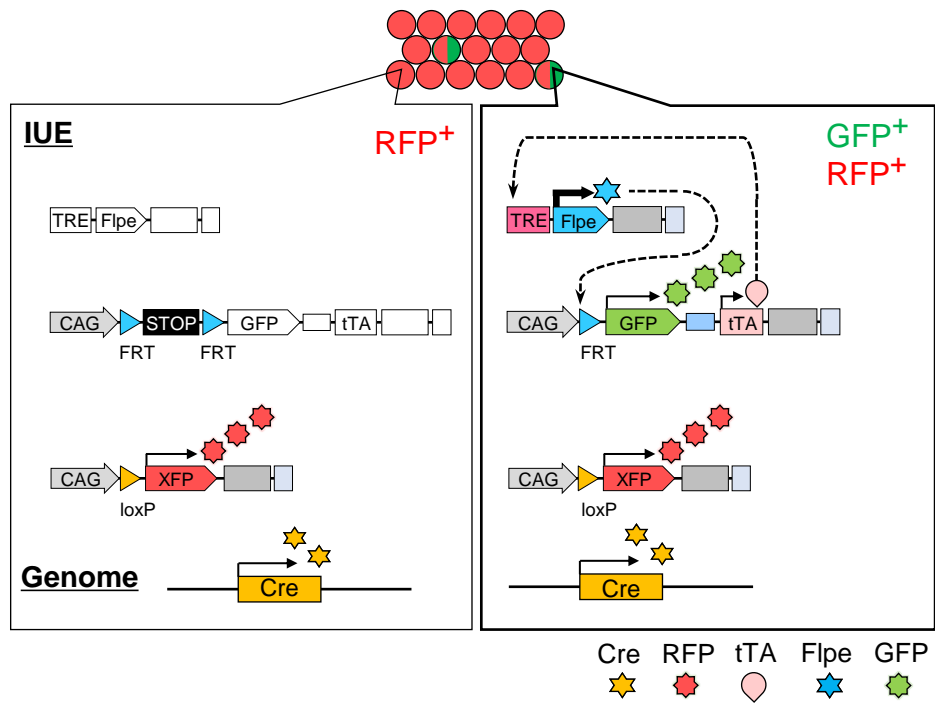 IUE
RFP+
TRE Flpe
CAG STOP GFP tTA
FRT FRT
CAG XFP
loxP
Genome
Cre
GFP+
RFP+
TRE Flpe
CAG GFP tTA
FRT
CAG XFP
loxP
Cre
Cre RFP tTA Flpe GFP